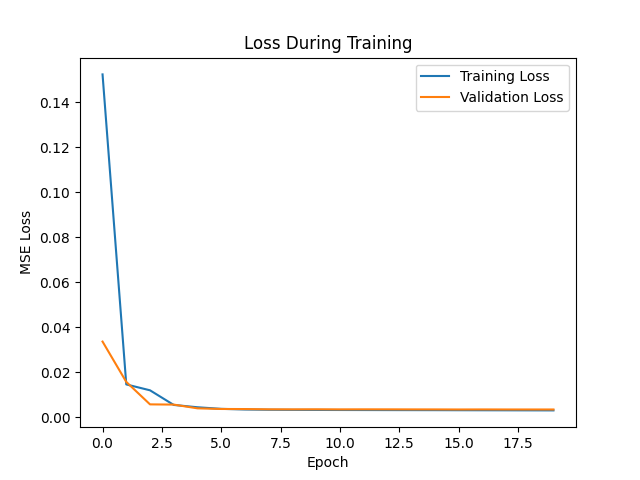 Loss During Training
Training Loss
Validation Loss
0.14
0.12
0.10
0.08
0.06
0.04
0.02
0.00
MSE Loss
0.0 2.5 5.0 7.5 10.0 12.5 15.0 17.5
Epoch